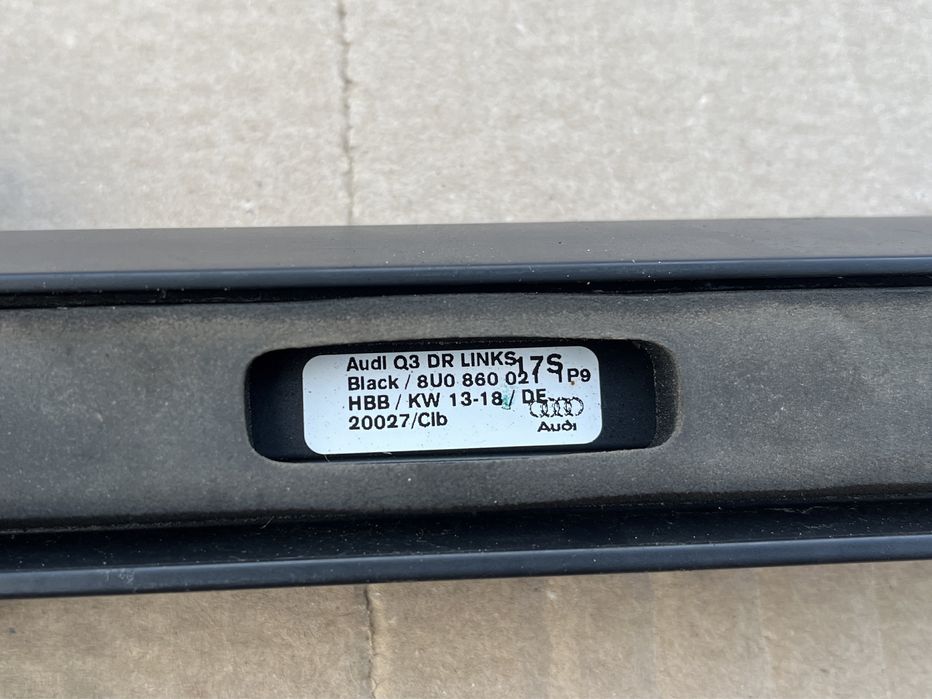 Audi Q3 DR LINKS 17S
Black / 8U0 860 021 P9
HBB / KW 13-18 / DE
20027/Clb
Audi